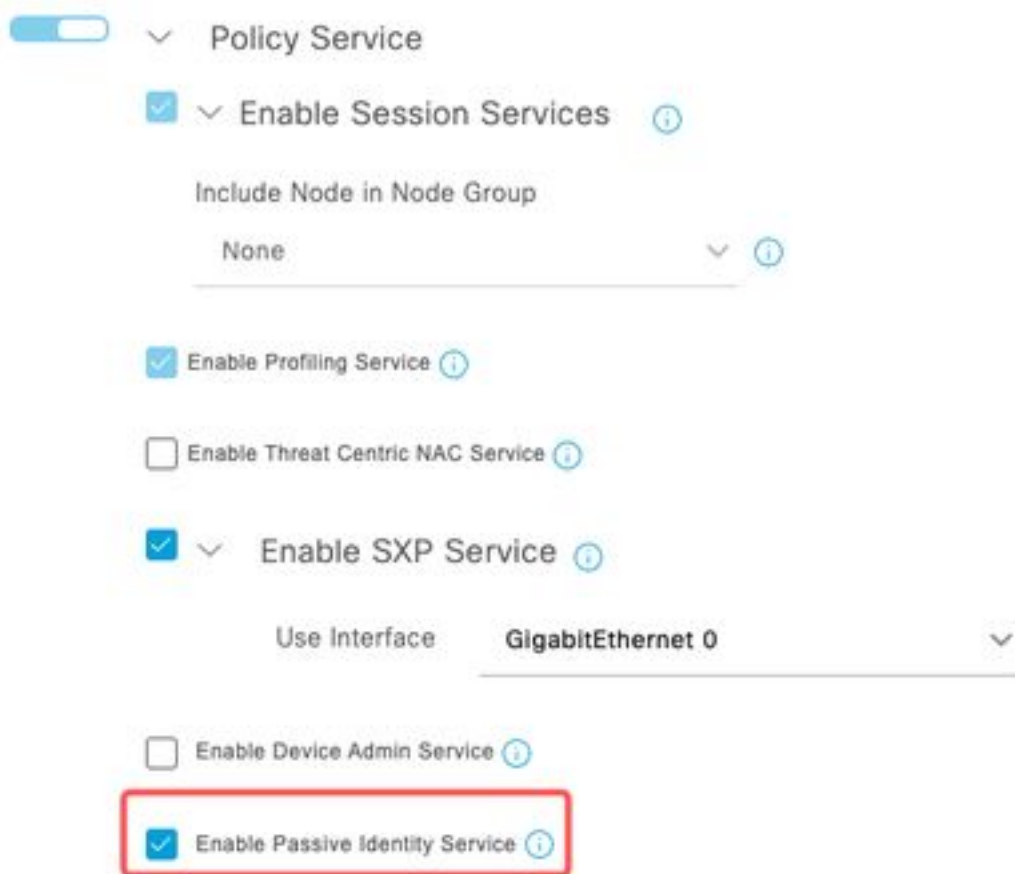 Policy Service
Enable Session Services
Include Node in Node Group
None
Enable Profiling Service
Enable Threat Centric NAC Service
Enable SXP Service
Use Interface GigabitEthernet 0
Enable Device Admin Service
Enable Passive Identity Service